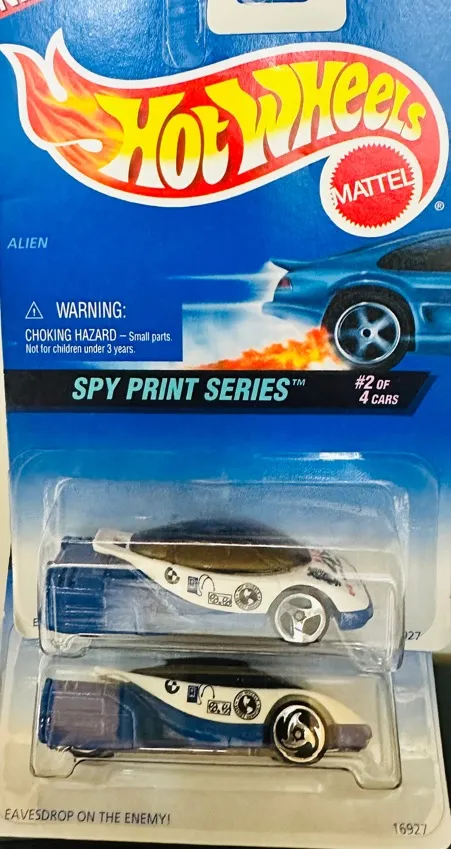 HOT WHEELS
MATTEL
®
ALIEN
⚠ WARNING:
CHOKING HAZARD – Small parts.
Not for children under 3 years.
SPY PRINT SERIES™
#2 OF
4 CARS
EAVESDROP ON THE ENEMY!
16927